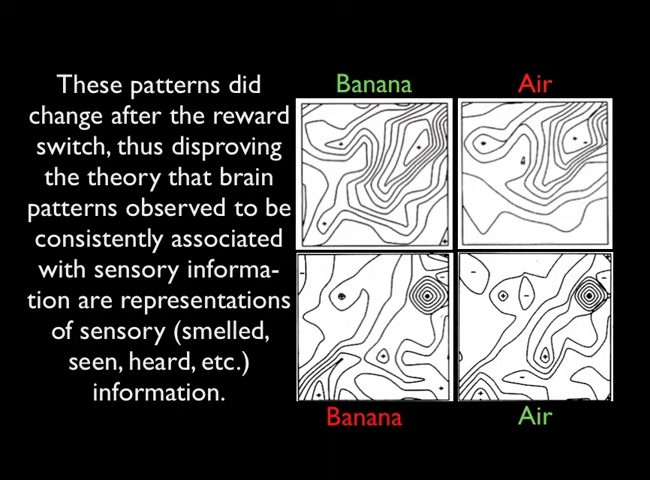 These patterns did
change after the reward
switch, thus disproving
the theory that brain
patterns observed to be
consistently associated
with sensory informa-
tion are representations
of sensory (smelled,
seen, heard, etc.)
information.
Banana
Air
Banana
Air